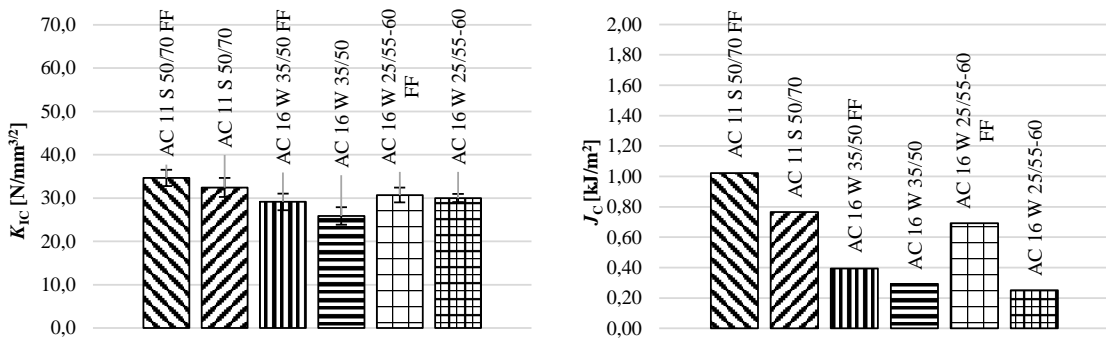 70,0
60,0
50,0
40,0
30,0
20,0
10,0
0,0
K_IC [N/mm^3/2]
AC 11 S 50/70 FF
AC 11 S 50/70
AC 16 W 35/50 FF
AC 16 W 35/50
AC 16 W 25/55-60
FF
AC 16 W 25/55-60
2,00
1,80
1,60
1,40
1,20
1,00
0,80
0,60
0,40
0,20
0,00
J_C [kJ/m²]
AC 11 S 50/70 FF
AC 11 S 50/70
AC 16 W 35/50 FF
AC 16 W 35/50
AC 16 W 25/55-60
FF
AC 16 W 25/55-60